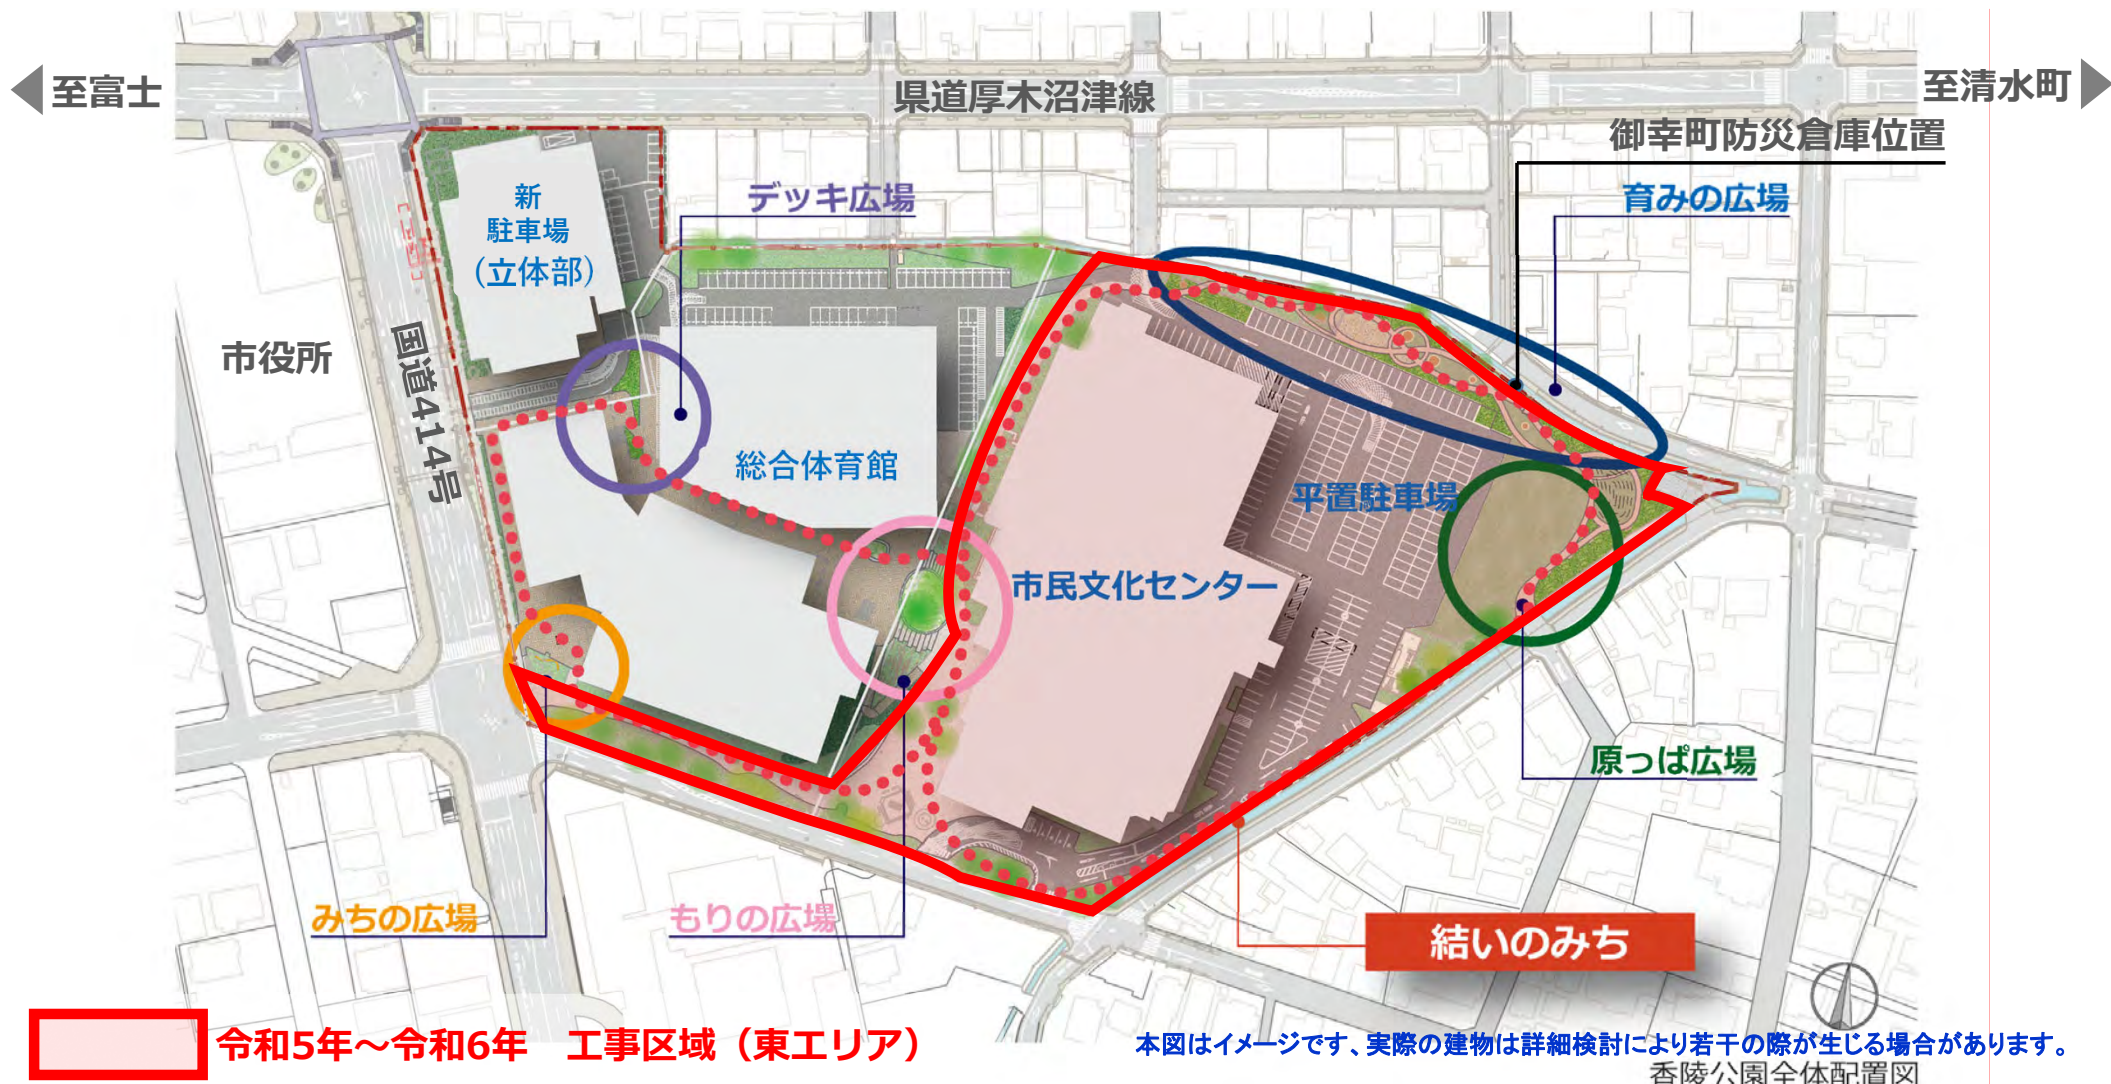 至富士
県道厚木沼津線
至清水町
御幸町防災倉庫位置
デッキ広場
育みの広場
新
駐車場
(立体部)
市役所
国道414号
総合体育館
平置駐車場
市民文化センター
原っぱ広場
みちの広場
もりの広場
結いのみち
令和5年～令和6年 工事区域（東エリア）
本図はイメージです、実際の建物は詳細検討により若干の際が生じる場合があります。
香陵公園全体配置図